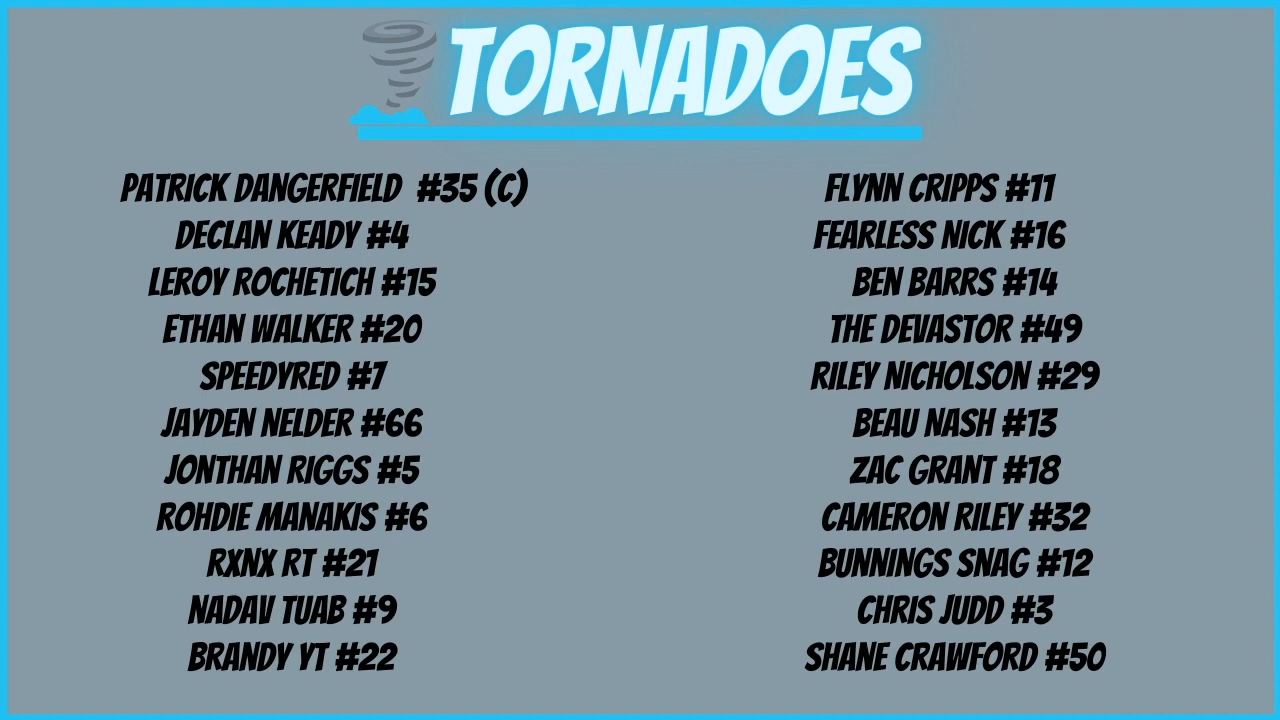 TORNADOES
PATRICK DANGERFIELD #35 (C)
DECLAN KEADY #4
LEROY ROCHETICH #15
ETHAN WALKER #20
SPEEDYRED #7
JAYDEN NELDER #66
JONTHAN RIGGS #5
ROHDIE MANAKIS #6
RXNX RT #21
NADAV TUAB #9
BRANDY YT #22
FLYNN CRIPPS #11
FEARLESS NICK #16
BEN BARRS #14
THE DEVASTOR #49
RILEY NICHOLSON #29
BEAU NASH #13
ZAC GRANT #18
CAMERON RILEY #32
BUNNINGS SNAG #12
CHRIS JUDD #3
SHANE CRAWFORD #50